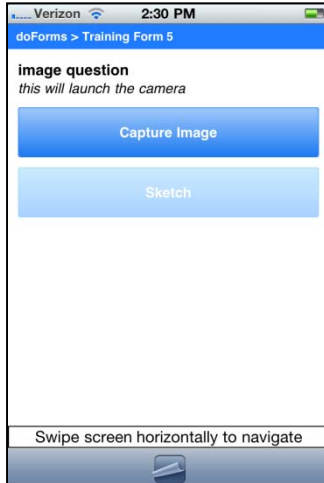 Verizon 2:30 PM
doForms > Training Form 5
image question
this will launch the camera
Capture Image
Sketch
Swipe screen horizontally to navigate